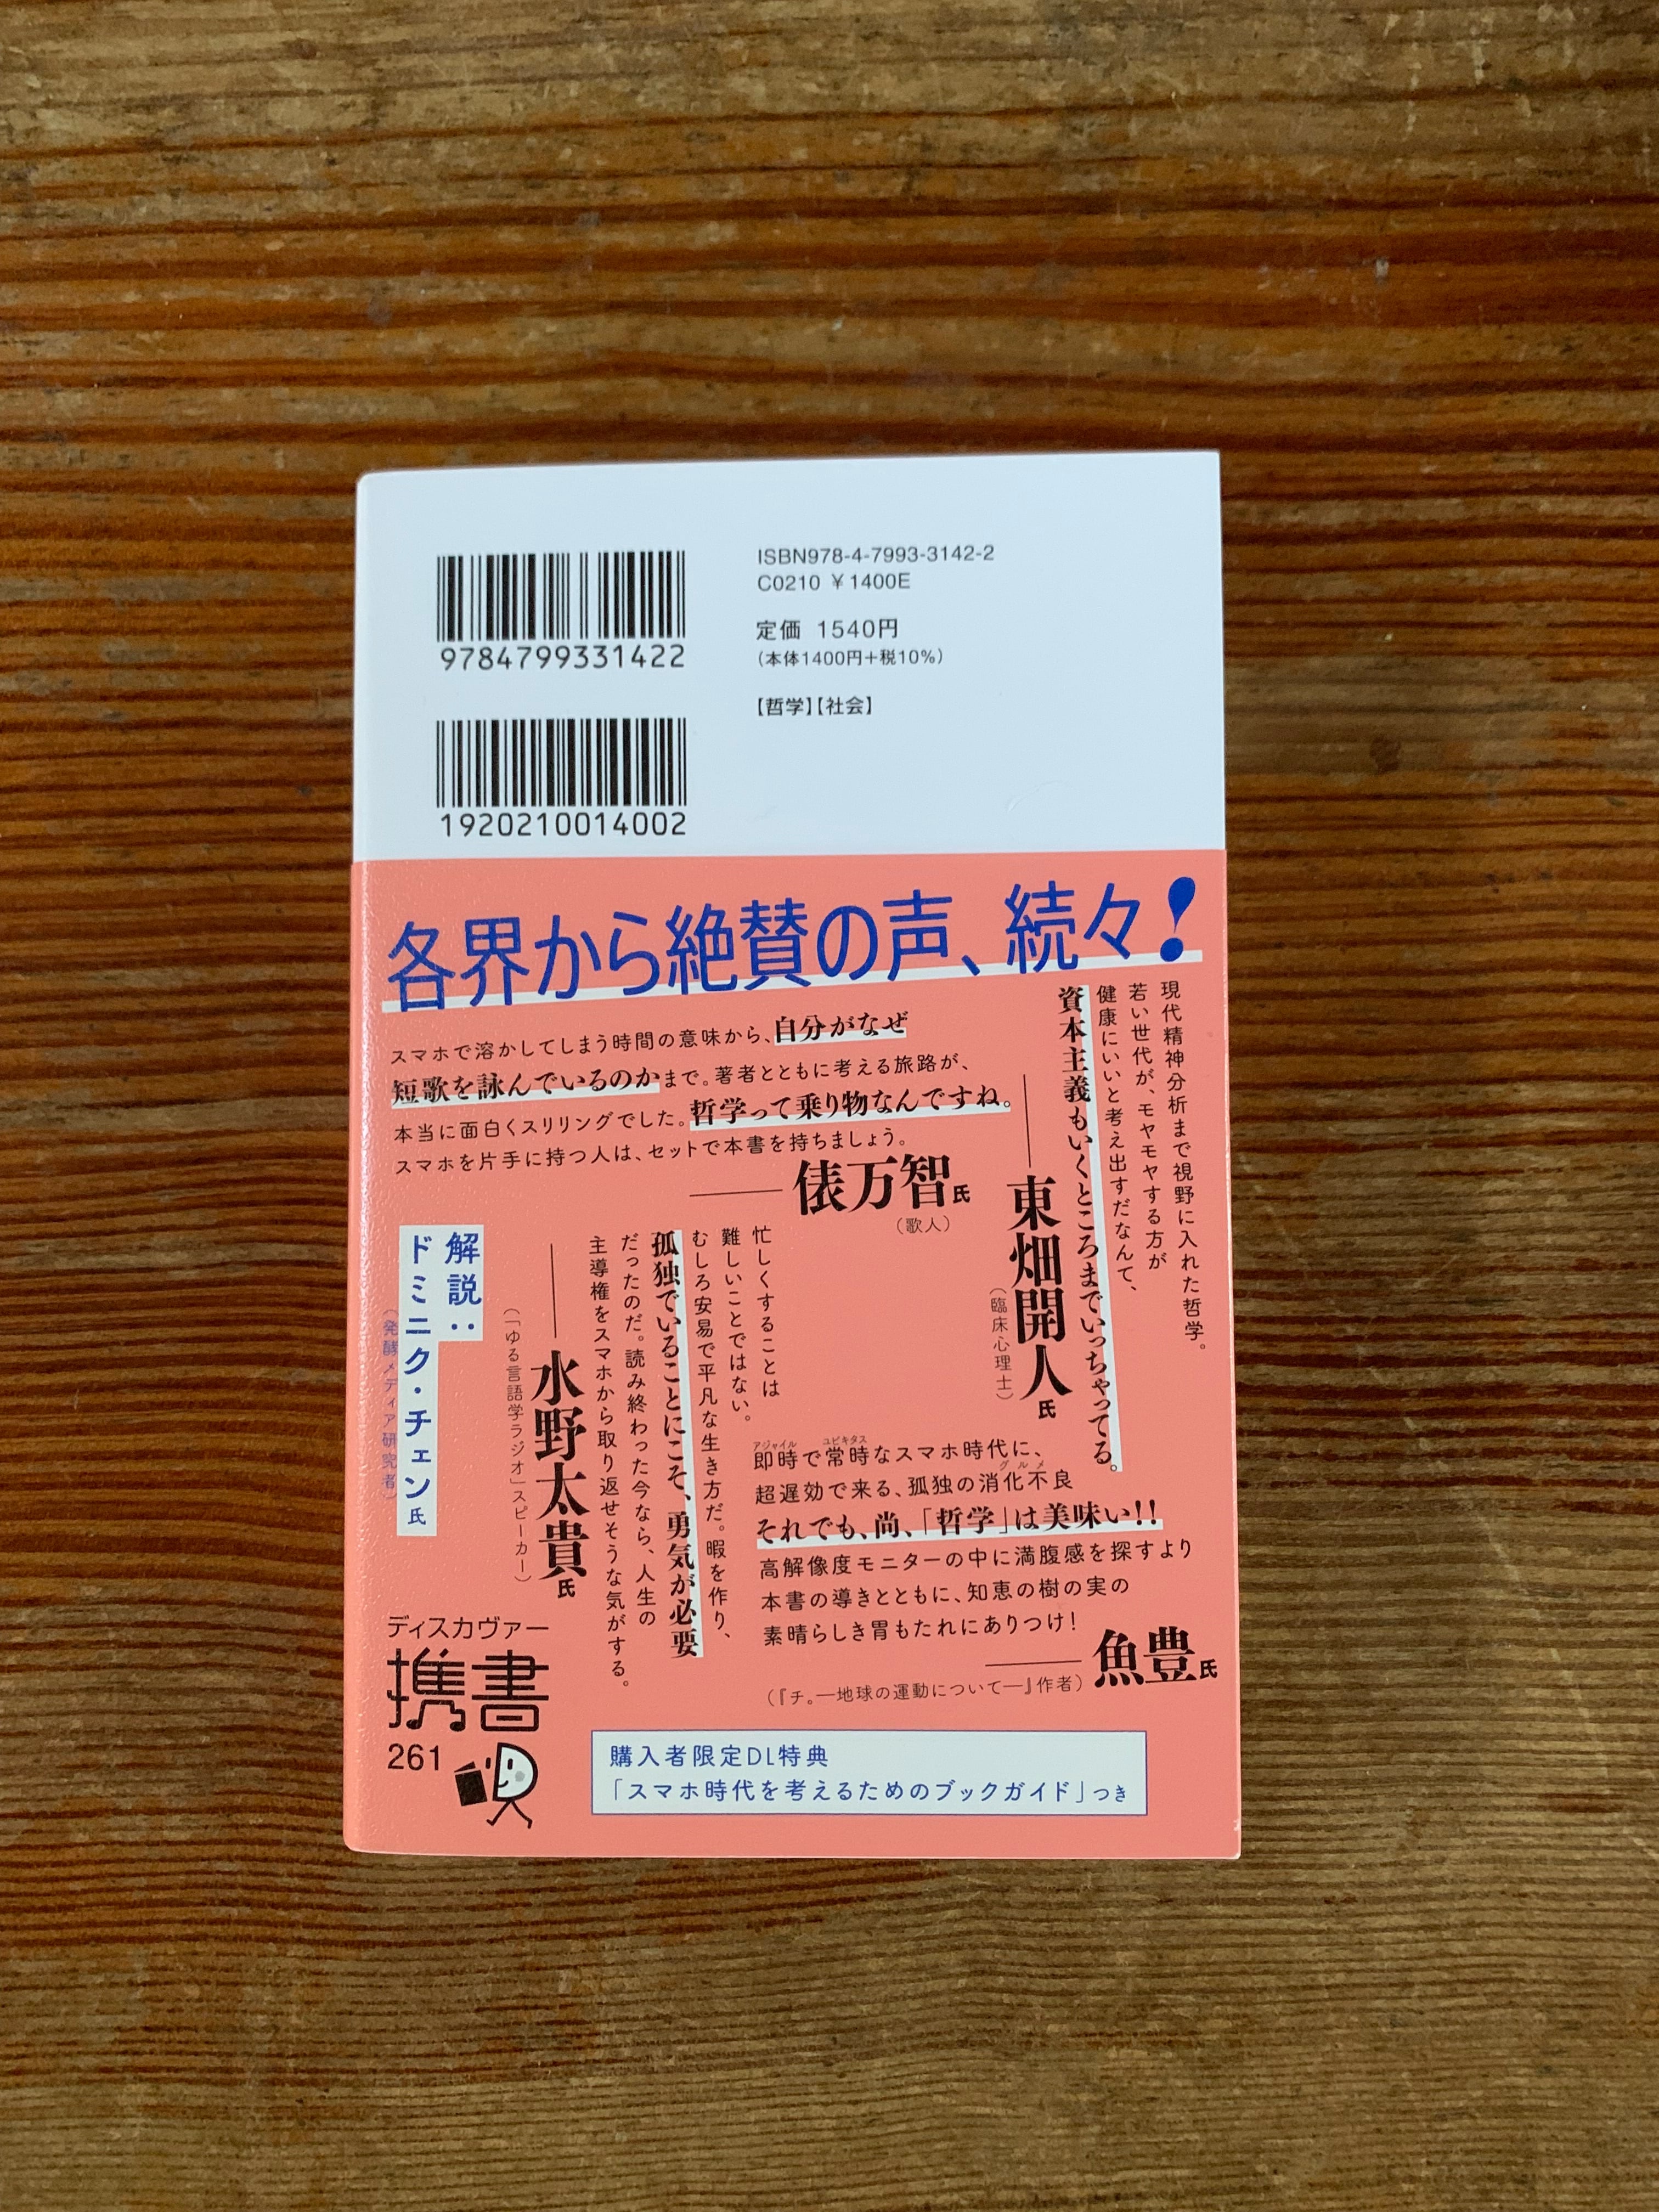 ISBN978-4-7993-3142-2
C0210 ¥1400E
定価 1540円
(本体1400円+税10%)
【哲学】【社会】
9784799331422
1920210014002
各界から絶賛の声、続々!
現代精神分析まで視野に入れた哲学。
若い世代が、モヤモヤする方が
健康にいいと考え出すだなんて、
資本主義もいくところまでいっちゃってる。
東畑開人氏
(臨床心理士)
スマホで溶かしてしまう時間の意味から、自分がなぜ
短歌を詠んでいるのかまで。著者とともに考える旅路が、
本当に面白くスリリングでした。哲学って乗り物なんですね。
スマホを片手に持つ人は、セットで本書を持ちましょう。
俵万智氏
(歌人)
忙しくすることは
難しいことではない。
むしろ安易で平凡な生き方だ。暇を作り、
孤独でいることにこそ、勇気が必要
だったのだ。読み終わった今なら、人生の
主導権をスマホから取り返せそうな気がする。
水野太貴氏
(「ゆる言語学ラジオ」スピーカー)
解説:
ドミニク・チェン氏
(発酵メディア研究者)
アジャイル ユビキタス
即時で常時なスマホ時代に、
グルメ
超遅効で来る、孤独の消化不良
それでも、尚、「哲学」は美味い!!
高解像度モニターの中に満腹感を探すより
本書の導きとともに、知恵の樹の実の
素晴らしき胃もたれにありつけ!
魚豊氏
(『チ。―地球の運動について―』作者)
ディスカヴァー
携書
261
購入者限定DL特典
「スマホ時代を考えるためのブックガイド」つき